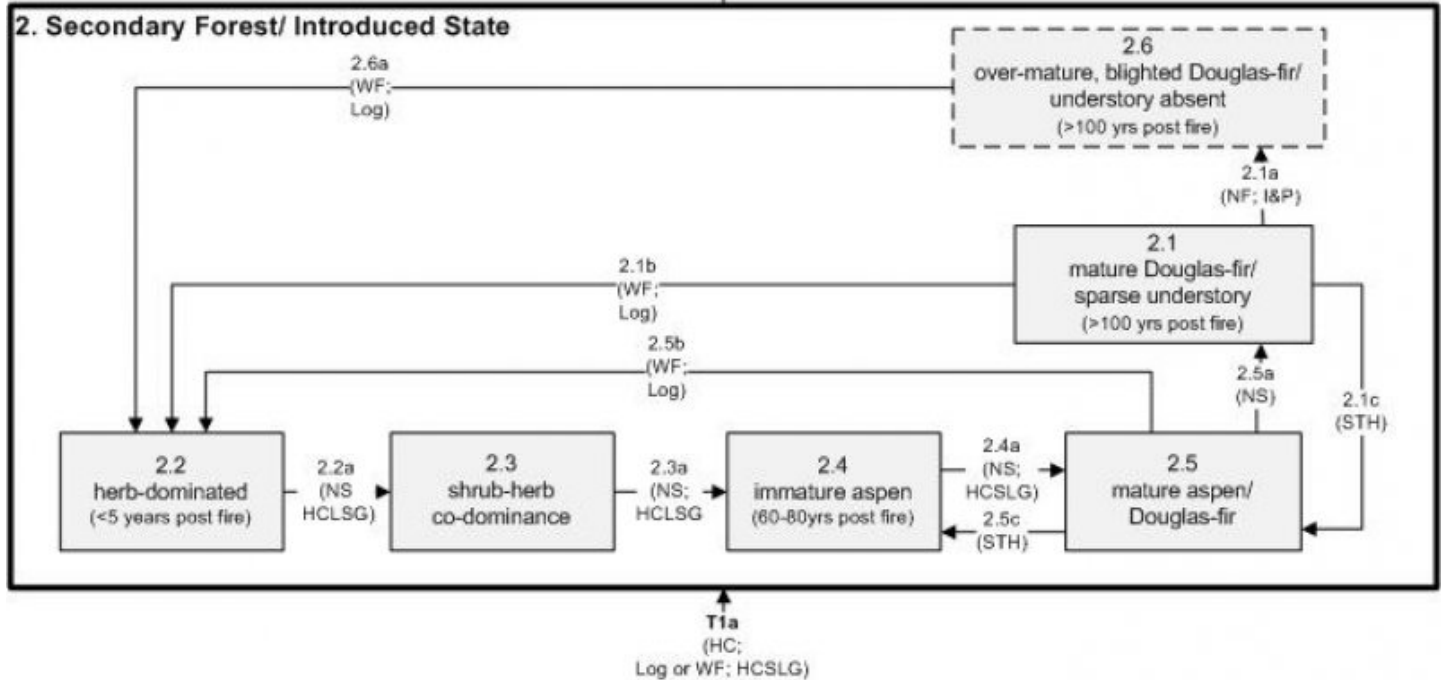 2. Secondary Forest/ Introduced State
2.6
over-mature, blighted Douglas-fir/
understory absent
(>100 yrs post fire)
2.6a
(WF;
Log)
2.1a
(NF; I&P)
2.1
mature Douglas-fir/
sparse understory
(>100 yrs post fire)
2.1b
(WF;
Log)
2.5b
(WF;
Log)
2.5a
(NS)
2.1c
(STH)
2.2
herb-dominated
(<5 years post fire)
2.2a
(NS
HCLSG)
2.3
shrub-herb
co-dominance
2.3a
(NS;
HCLSG
2.4
immature aspen
(60-80yrs post fire)
2.4a
(NS;
HCSLG)
2.5c
(STH)
2.5
mature aspen/
Douglas-fir
T1a
(HC;
Log or WF; HCSLG)